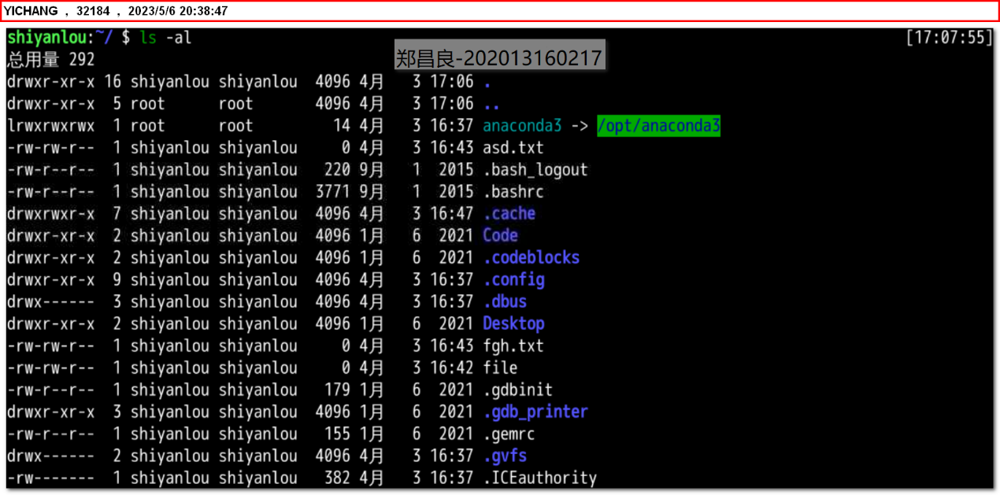 YICHANG , 32184 , 2023/5/6 20:38:47
shiyanlou:~/ $ ls -al [17:07:55]
总用量 292
郑昌良-202013160217
drwxr-xr-x 16 shiyanlou shiyanlou 4096 4月 3 17:06 .
drwxr-xr-x 5 root root 4096 4月 3 17:06 ..
lrwxrwxrwx 1 root root 14 4月 3 16:37 anaconda3 -> /opt/anaconda3
-rw-rw-r-- 1 shiyanlou shiyanlou 0 4月 3 16:43 asd.txt
-rw-r--r-- 1 shiyanlou shiyanlou 220 9月 1 2015 .bash_logout
-rw-r--r-- 1 shiyanlou shiyanlou 3771 9月 1 2015 .bashrc
drwxrwxr-x 7 shiyanlou shiyanlou 4096 4月 3 16:47 .cache
drwxr-xr-x 2 shiyanlou shiyanlou 4096 1月 6 2021 Code
drwxr-xr-x 2 shiyanlou shiyanlou 4096 1月 6 2021 .codeblocks
drwxr-xr-x 9 shiyanlou shiyanlou 4096 4月 3 16:37 .config
drwx------ 3 shiyanlou shiyanlou 4096 4月 3 16:37 .dbus
drwxr-xr-x 2 shiyanlou shiyanlou 4096 1月 6 2021 Desktop
-rw-rw-r-- 1 shiyanlou shiyanlou 0 4月 3 16:43 fgh.txt
-rw-rw-r-- 1 shiyanlou shiyanlou 0 4月 3 16:42 file
-rw-r--r-- 1 shiyanlou shiyanlou 179 1月 6 2021 .gdbinit
drwxr-xr-x 3 shiyanlou shiyanlou 4096 1月 6 2021 .gdb_printer
-rw-r--r-- 1 shiyanlou shiyanlou 155 1月 6 2021 .gemrc
drwx------ 2 shiyanlou shiyanlou 4096 4月 3 16:37 .gvfs
-rw------- 1 shiyanlou shiyanlou 382 4月 3 16:37 .ICEauthority